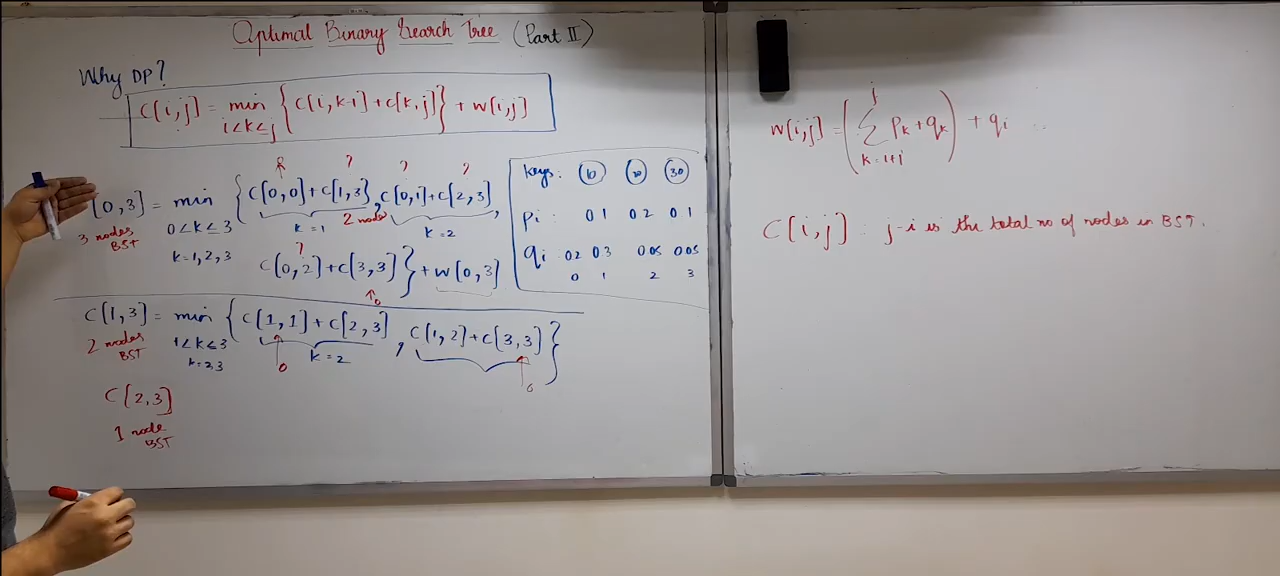 Optimal Binary Search Tree (Part II)
Why DP?
C[i,j] = min {C[i,k-1]+C[k,j]} + w[i,j]
i<k≤j
? ? ?
[0,3] = min {C[0,0]+C[1,3], C[0,1]+C[2,3],
3 nodes BST
0<k≤3
k=1
2 nodes
k=2
k=1,2,3
?
C[0,2]+C[3,3]} + w[0,3]
0
keys: 10 20 30
Pi : 0.1 0.2 0.1
qi : 0.2 0.3 0.05 0.05
0 1 2 3
C[1,3] = min {C[1,1]+C[2,3], C[1,2]+C[3,3]}
2 nodes BST
1<k≤3
k=2,3
0
k=2
0
C[2,3]
1 node BST
w[i,j] = (∑ Pk+qk) + qi
j
k=i+1
C[i,j] : j-i is the total no of nodes in BST.